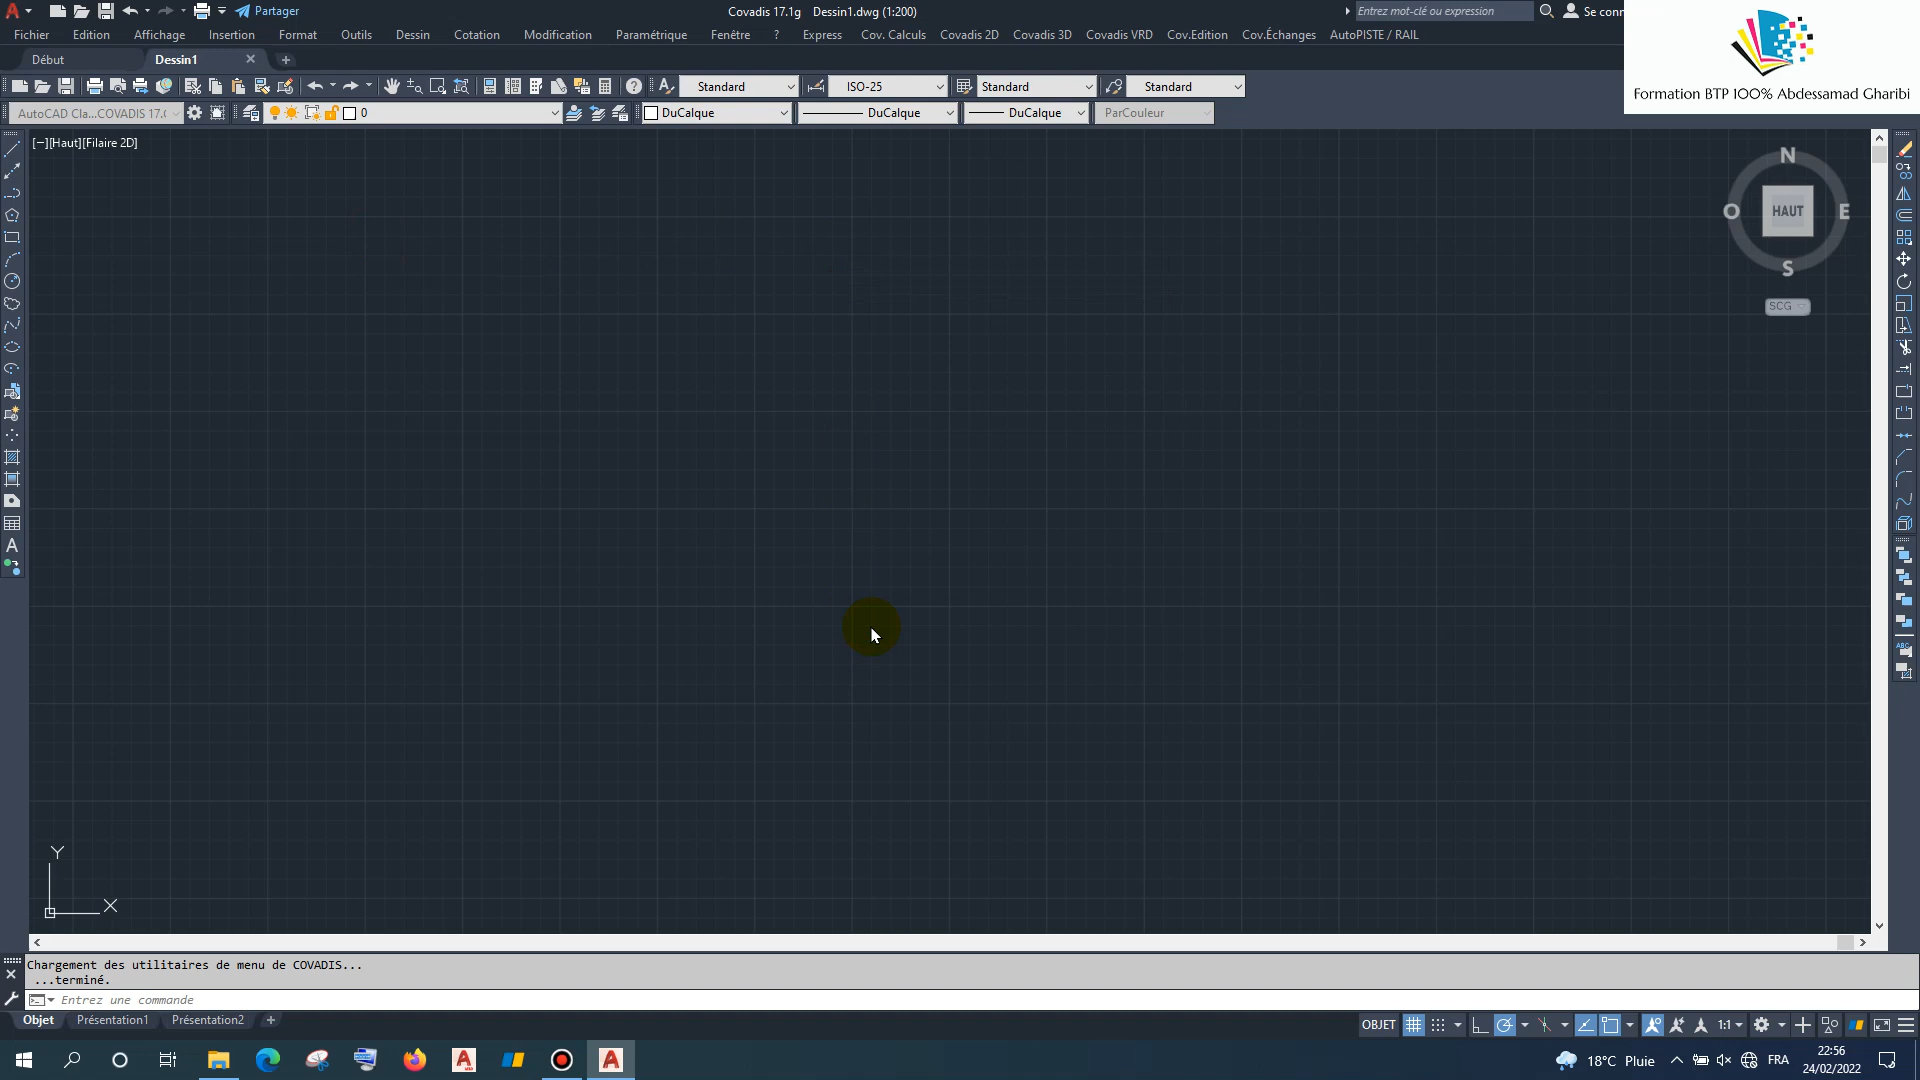 Partager
Covadis 17.1g Dessin1.dwg (1:200)
Entrez mot-clé ou expression
Se conn
Fichier Edition Affichage Insertion Format Outils Dessin Cotation Modification Paramétrique Fenêtre ? Express Cov. Calculs Covadis 2D Covadis 3D Covadis VRD Cov.Edition Cov.Échanges AutoPISTE / RAIL
Formation BTP 100% Abdessamad Gharibi
Début Dessin1
Standard ISO-25 Standard Standard
AutoCAD Cla...COVADIS 17.( 0 DuCalque DuCalque DuCalque ParCouleur
[−][Haut][Filaire 2D]
N
O HAUT E
S
SCG
Y
X
Chargement des utilitaires de menu de COVADIS...
...terminé.
Entrez une commande
Objet Présentation1 Présentation2
OBJET 1:1
18°C Pluie FRA
22:56
24/02/2022